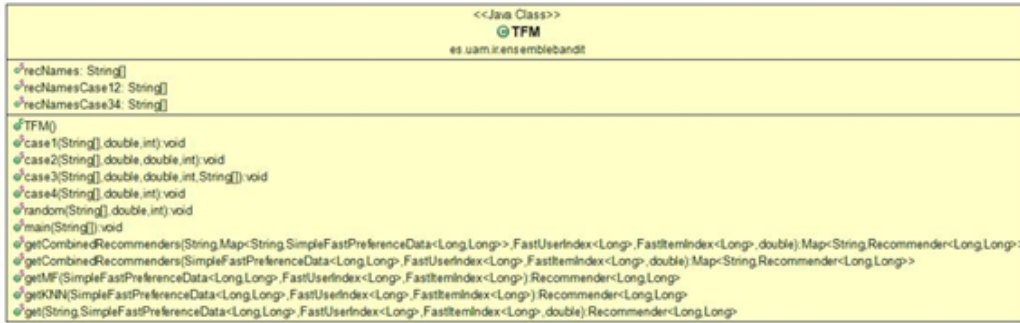 <<Java Class>>
TFM
es.uam.ir.ensemblebandit
recNames: String[]
recNamesCase12: String[]
recNamesCase34: String[]
TFM()
case1(String[],double,int):void
case2(String[],double,double,int):void
case3(String[],double,double,int,String[]):void
case4(String[],double,int):void
random(String[],double,int):void
main(String[]):void
getCombinedRecommenders(String,Map<String,SimpleFastPreferenceData<Long,Long>>,FastUserIndex<Long>,FastItemIndex<Long>,double):Map<String,Recommender<Long,Long>>
getCombinedRecommenders(SimpleFastPreferenceData<Long,Long>,FastUserIndex<Long>,FastItemIndex<Long>,double):Map<String,Recommender<Long,Long>>
getMF(SimpleFastPreferenceData<Long,Long>,FastUserIndex<Long>,FastItemIndex<Long>):Recommender<Long,Long>
getKNN(SimpleFastPreferenceData<Long,Long>,FastUserIndex<Long>,FastItemIndex<Long>):Recommender<Long,Long>
get(String,SimpleFastPreferenceData<Long,Long>,FastUserIndex<Long>,FastItemIndex<Long>,double):Recommender<Long,Long>